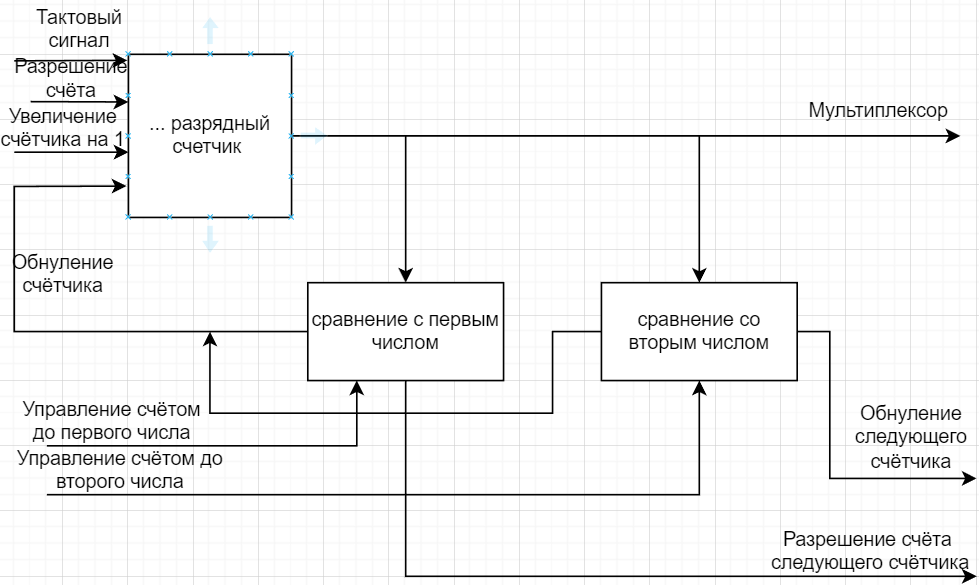 Тактовый
сигнал
Разрешение
счёта
Увеличение
счётчика на 1
... разрядный
счетчик
Мультиплексор
Обнуление
счётчика
сравнение с первым
числом
сравнение со
вторым числом
Управление счётом
до первого числа
Управление счётом до
второго числа
Обнуление
следующего
счётчика
Разрешение счёта
следующего счётчика